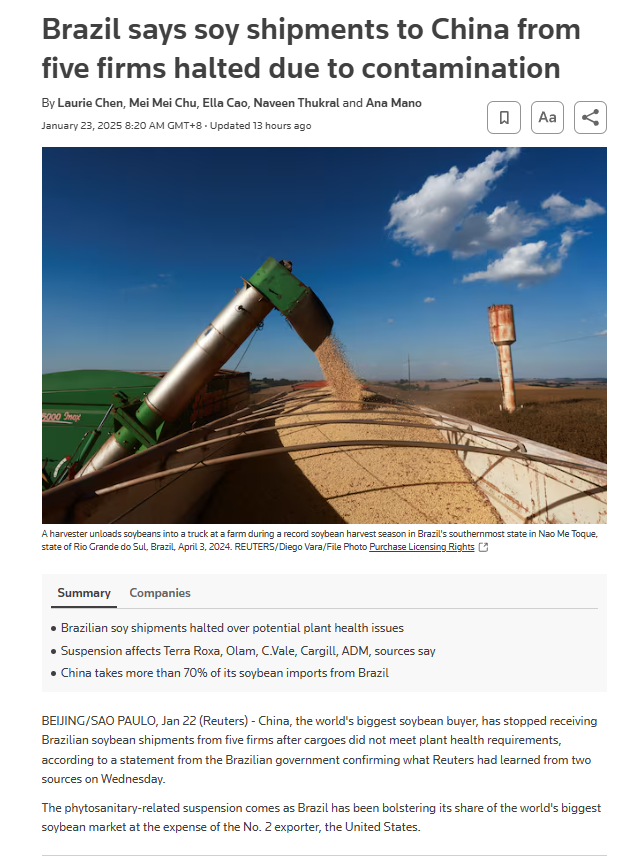 Brazil says soy shipments to China from
five firms halted due to contamination
By Laurie Chen, Mei Mei Chu, Ella Cao, Naveen Thukral and Ana Mano
January 23, 2025 8:20 AM GMT+8 · Updated 13 hours ago
Aa
5000 Inex
A harvester unloads soybeans into a truck at a farm during a record soybean harvest season in Brazil's southernmost state in Nao Me Toque,
state of Rio Grande do Sul, Brazil, April 3, 2024. REUTERS/Diego Vara/File Photo Purchase Licensing Rights
Summary Companies
• Brazilian soy shipments halted over potential plant health issues
• Suspension affects Terra Roxa, Olam, C.Vale, Cargill, ADM, sources say
• China takes more than 70% of its soybean imports from Brazil
BEIJING/SAO PAULO, Jan 22 (Reuters) - China, the world's biggest soybean buyer, has stopped receiving
Brazilian soybean shipments from five firms after cargoes did not meet plant health requirements,
according to a statement from the Brazilian government confirming what Reuters had learned from two
sources on Wednesday.
The phytosanitary-related suspension comes as Brazil has been bolstering its share of the world's biggest
soybean market at the expense of the No. 2 exporter, the United States.